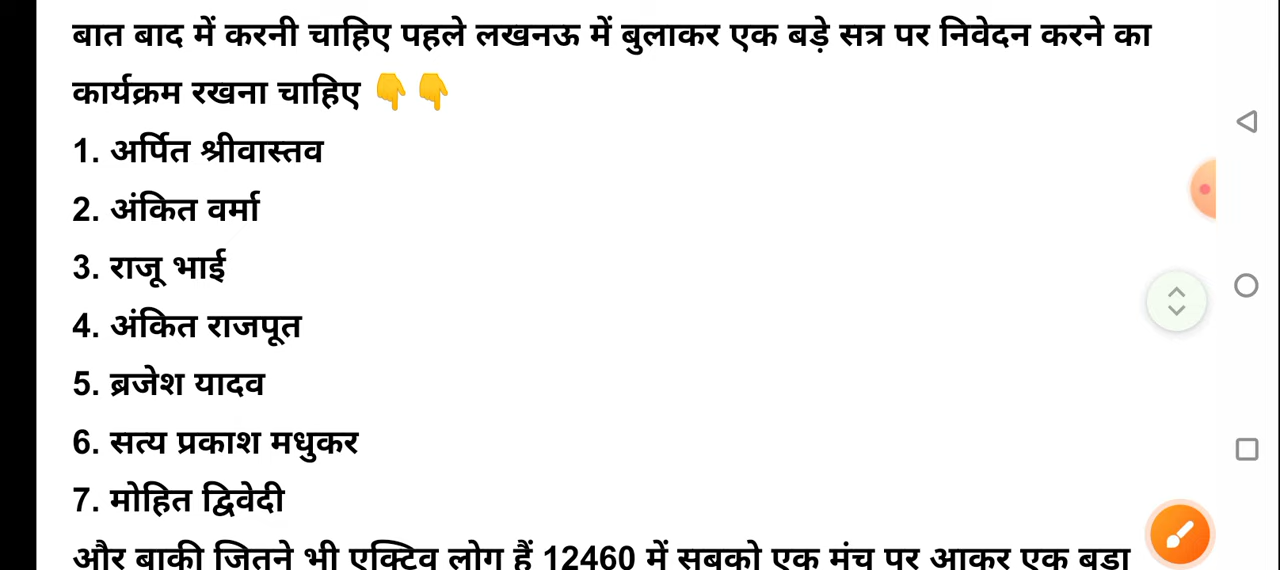 बात बाद में करनी चाहिए पहले लखनऊ में बुलाकर एक बड़े सत्र पर निवेदन करने का
कार्यक्रम रखना चाहिए 👇👇
1. अर्पित श्रीवास्तव
2. अंकित वर्मा
3. राजू भाई
4. अंकित राजपूत
5. ब्रजेश यादव
6. सत्य प्रकाश मधुकर
7. मोहित द्विवेदी
और बाकी जितने भी एक्टिव लोग हैं 12460 में सबको एक मंच पर आकर एक बड़ा